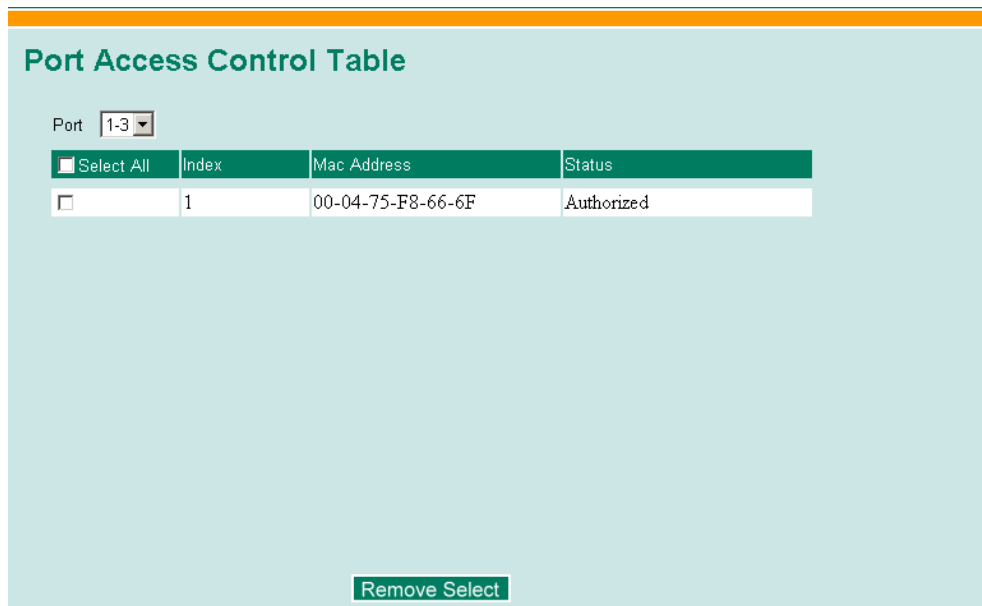 Port Access Control Table
Port 1-3
Select All Index Mac Address Status
1 00-04-75-F8-66-6F Authorized
Remove Select